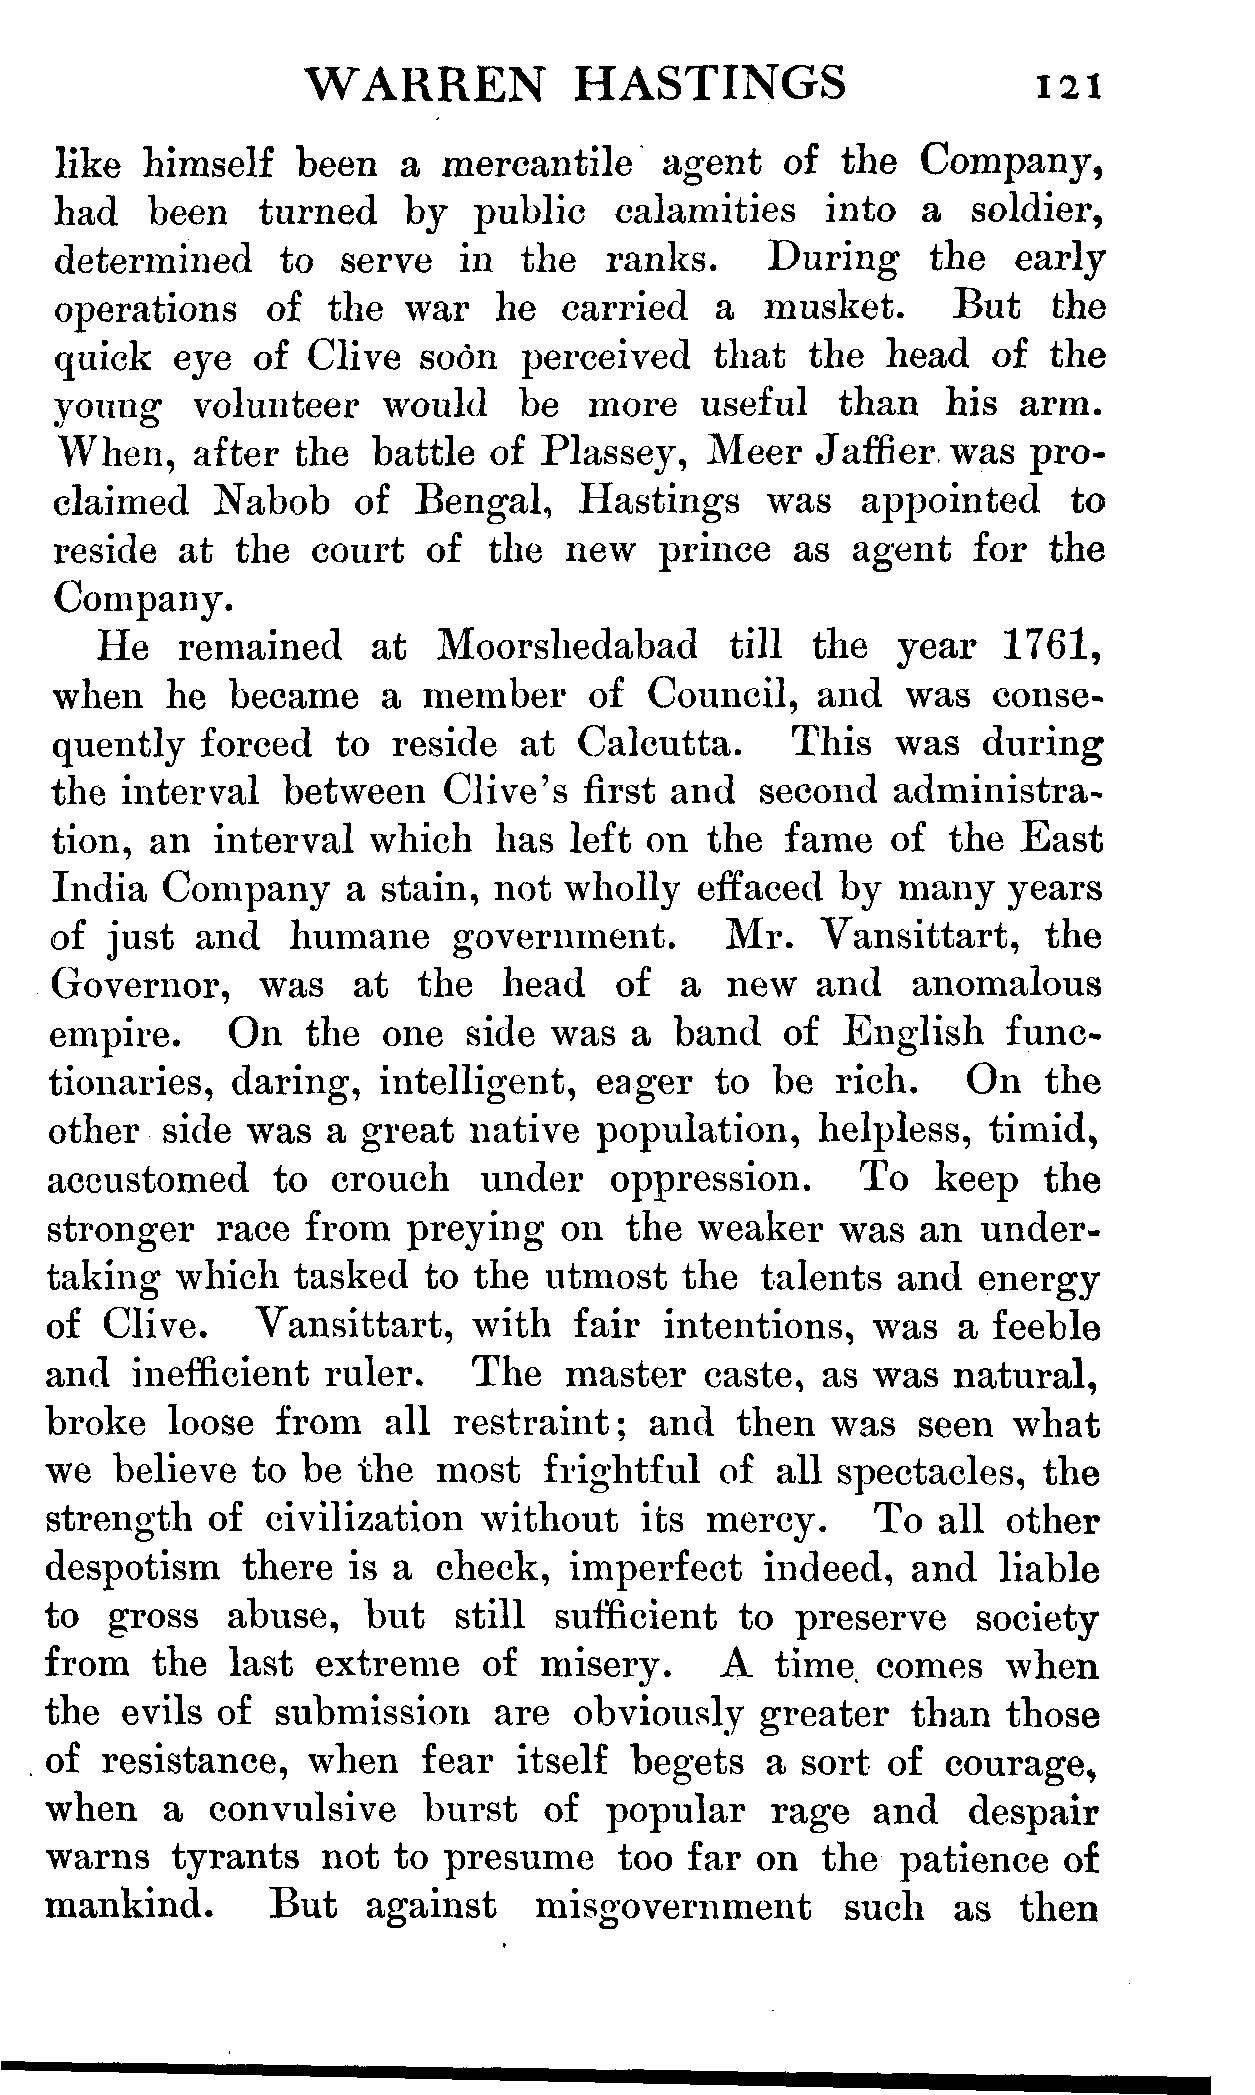 WARREN HASTINGS 121
like himself been a mercantile agent of the Company,
had been turned by public calamities into a soldier,
determined to serve in the ranks. During the early
operations of the war he carried a musket. But the
quick eye of Clive soon perceived that the head of the
young volunteer would be more useful than his arm.
When, after the battle of Plassey, Meer Jaffier was pro-
claimed Nabob of Bengal, Hastings was appointed to
reside at the court of the new prince as agent for the
Company.
He remained at Moorshedabad till the year 1761,
when he became a member of Council, and was conse-
quently forced to reside at Calcutta. This was during
the interval between Clive's first and second administra-
tion, an interval which has left on the fame of the East
India Company a stain, not wholly effaced by many years
of just and humane government. Mr. Vansittart, the
Governor, was at the head of a new and anomalous
empire. On the one side was a band of English func-
tionaries, daring, intelligent, eager to be rich. On the
other side was a great native population, helpless, timid,
accustomed to crouch under oppression. To keep the
stronger race from preying on the weaker was an under-
taking which tasked to the utmost the talents and energy
of Clive. Vansittart, with fair intentions, was a feeble
and inefficient ruler. The master caste, as was natural,
broke loose from all restraint; and then was seen what
we believe to be the most frightful of all spectacles, the
strength of civilization without its mercy. To all other
despotism there is a check, imperfect indeed, and liable
to gross abuse, but still sufficient to preserve society
from the last extreme of misery. A time comes when
the evils of submission are obviously greater than those
of resistance, when fear itself begets a sort of courage,
when a convulsive burst of popular rage and despair
warns tyrants not to presume too far on the patience of
mankind. But against misgovernment such as then